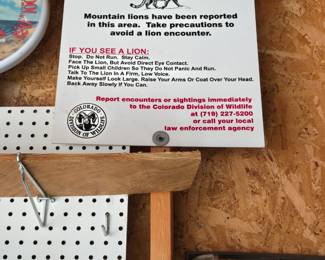 Mountain lions have been reported
in this area. Take precautions to
avoid a lion encounter.
IF YOU SEE A LION:
Stop. Do Not Run. Stay Calm.
Face The Lion, But Avoid Direct Eye Contact.
Pick Up Small Children So They Do Not Panic And Run.
Talk To The Lion In A Firm, Low Voice.
Make Yourself Look Large. Raise Your Arms Or Coat Over Your Head.
Back Away Slowly If You Can.
Report encounters or sightings immediately
to the Colorado Division of Wildlife
at (719) 227-5200
or call your local
law enforcement agency
COLORADO
DIVISION OF WILDLIFE